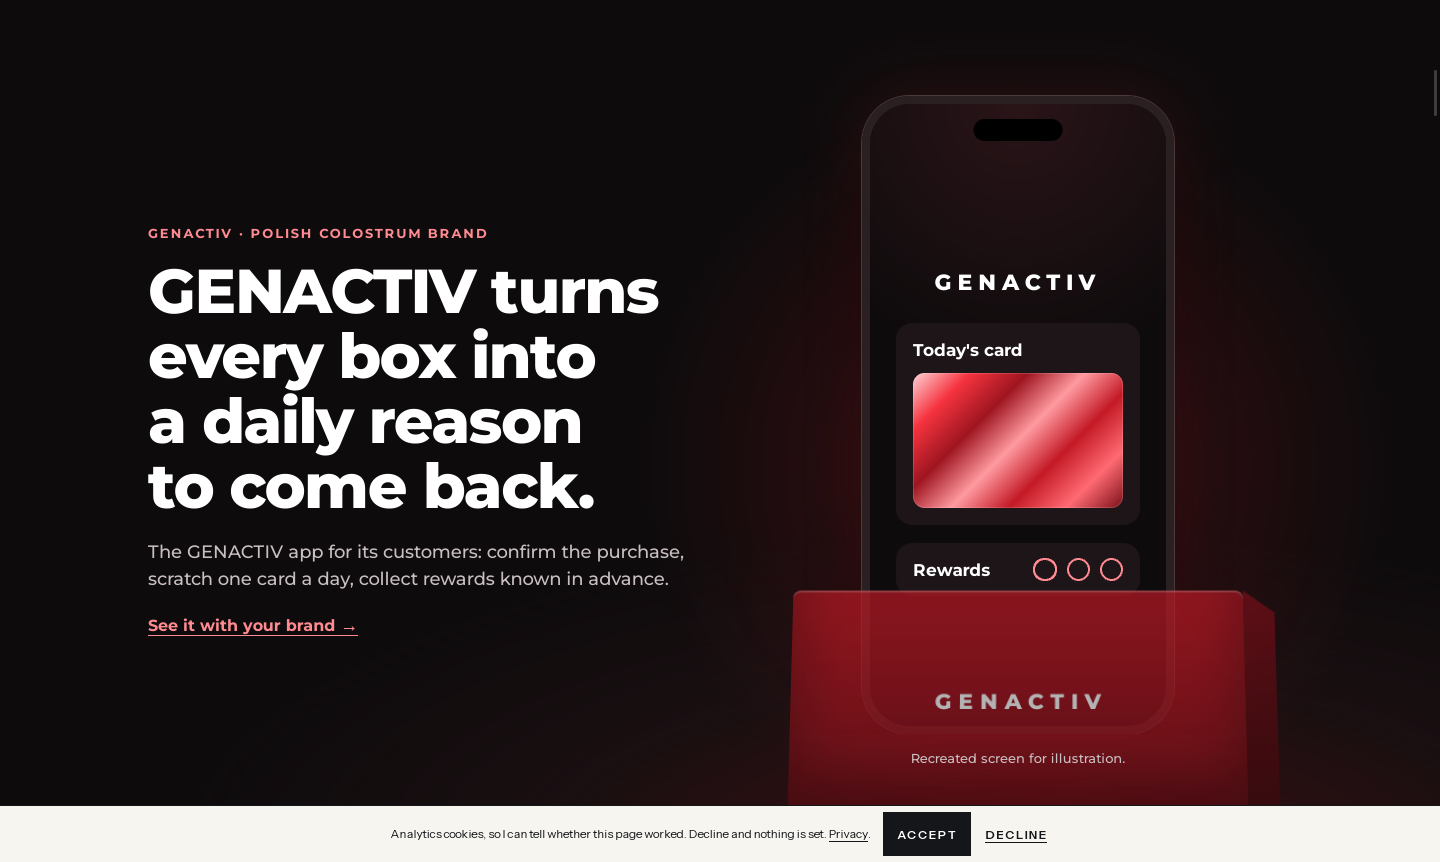 GENACTIV · POLISH COLOSTRUM BRAND
GENACTIV turns
every box into
a daily reason
to come back.
The GENACTIV app for its customers: confirm the purchase,
scratch one card a day, collect rewards known in advance.
See it with your brand →
GENACTIV
Today's card
Rewards
GENACTIV
Recreated screen for illustration.
Analytics cookies, so I can tell whether this page worked. Decline and nothing is set. Privacy.
ACCEPT
DECLINE